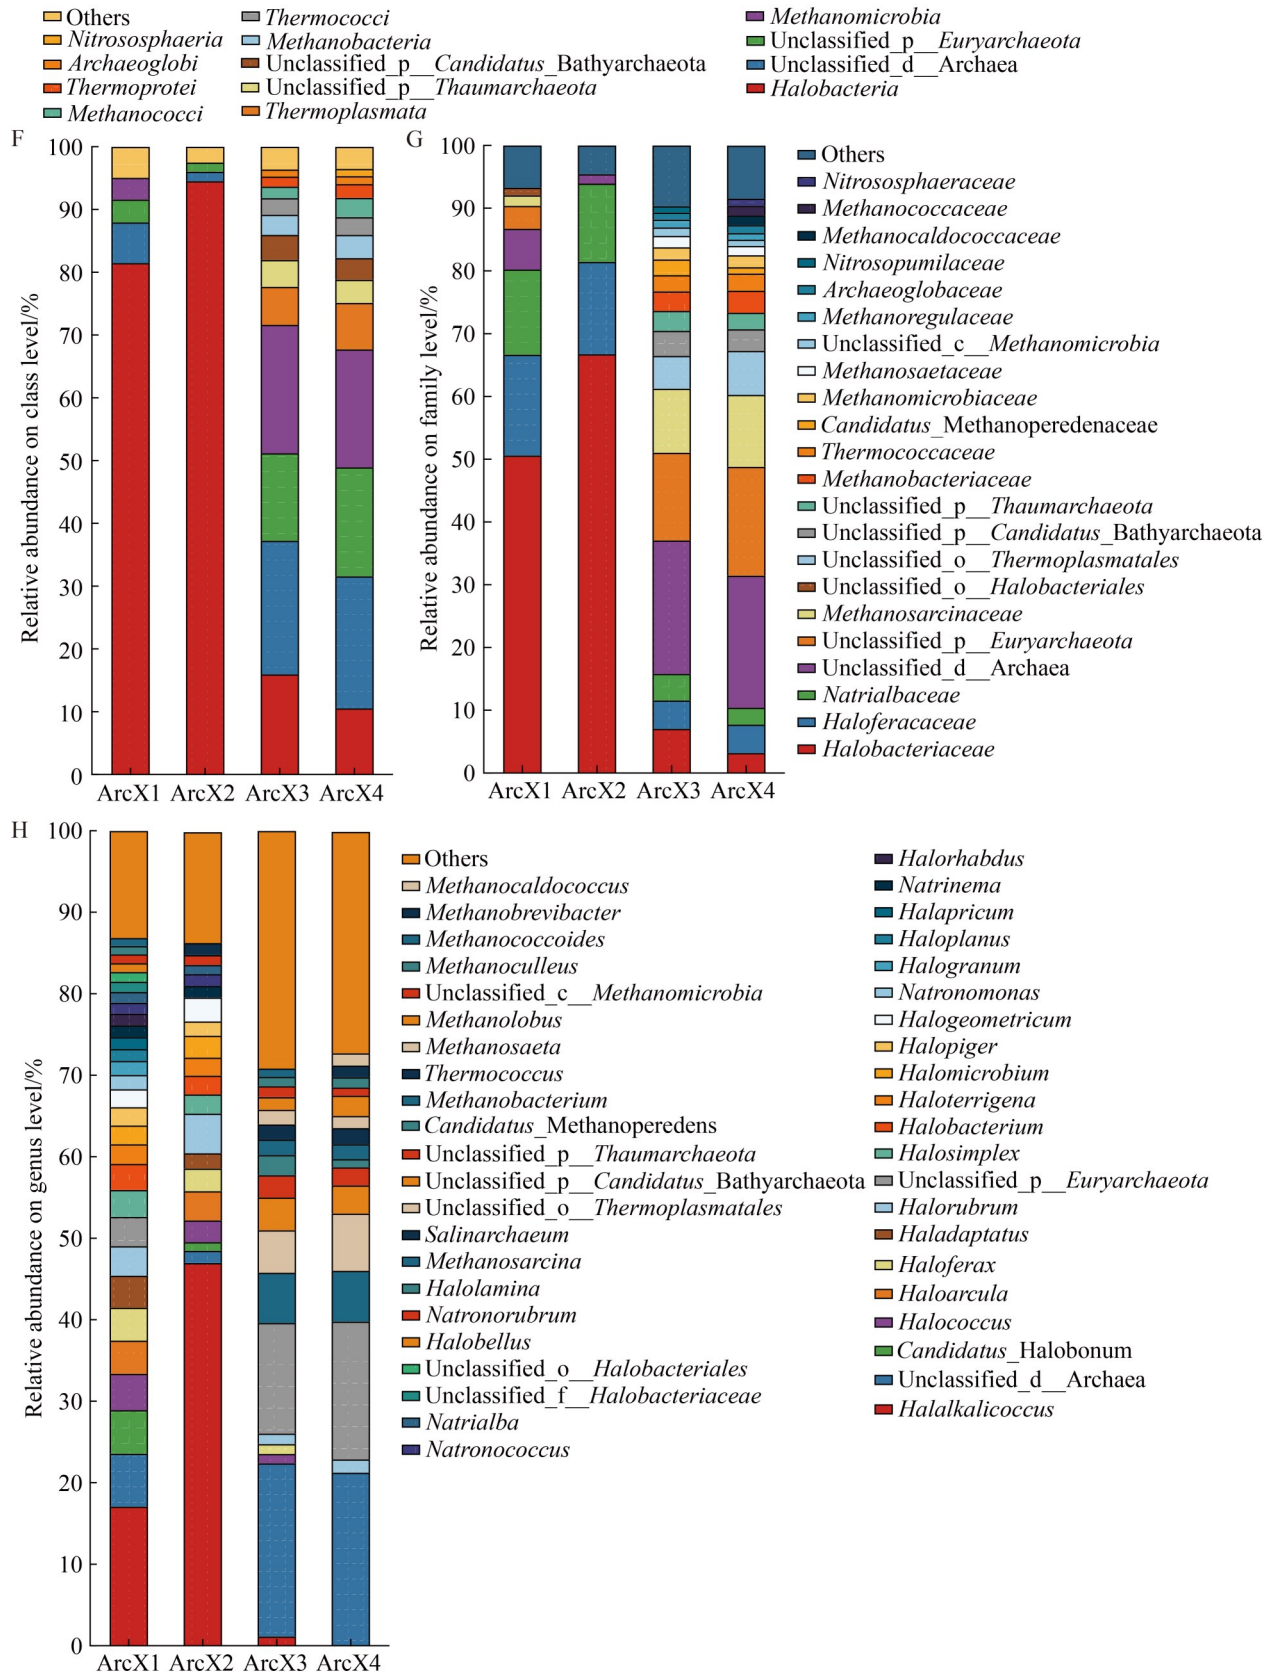 Others
Nitrososphaeria
Archaeoglobi
Thermoprotei
Methanococci
Thermococci
Methanobacteria
Unclassified_p__Candidatus_Bathyarchaeota
Unclassified_p__Thaumarchaeota
Thermoplasmata
Methanomicrobia
Unclassified_p__Euryarchaeota
Unclassified_d__Archaea
Halobacteria
F
Relative abundance on class level/%
100
90
80
70
60
50
40
30
20
10
0
ArcX1 ArcX2 ArcX3 ArcX4
G
Relative abundance on family level/%
100
90
80
70
60
50
40
30
20
10
0
ArcX1 ArcX2 ArcX3 ArcX4
Others
Nitrososphaeraceae
Methanococcaceae
Methanocaldococcaceae
Nitrosopumilaceae
Archaeoglobaceae
Methanoregulaceae
Unclassified_c__Methanomicrobia
Methanosaetaceae
Methanomicrobiaceae
Candidatus_Methanoperedenaceae
Thermococcaceae
Methanobacteriaceae
Unclassified_p__Thaumarchaeota
Unclassified_p__Candidatus_Bathyarchaeota
Unclassified_o__Thermoplasmatales
Unclassified_o__Halobacteriales
Methanosarcinaceae
Unclassified_p__Euryarchaeota
Unclassified_d__Archaea
Natrialbaceae
Haloferacaceae
Halobacteriaceae
H
Relative abundance on genus level/%
100
90
80
70
60
50
40
30
20
10
0
ArcX1 ArcX2 ArcX3 ArcX4
Others
Methanocaldococcus
Methanobrevibacter
Methanococcoides
Methanoculleus
Unclassified_c__Methanomicrobia
Methanolobus
Methanosaeta
Thermococcus
Methanobacterium
Candidatus_Methanoperedens
Unclassified_p__Thaumarchaeota
Unclassified_p__Candidatus_Bathyarchaeota
Unclassified_o__Thermoplasmatales
Salinarchaeum
Methanosarcina
Halolamina
Natronorubrum
Halobellus
Unclassified_o__Halobacteriales
Unclassified_f__Halobacteriaceae
Natrialba
Natronococcus
Halorhabdus
Natrinema
Halapricum
Haloplanus
Halogranum
Natronomonas
Halogeometricum
Halopiger
Halomicrobium
Haloterrigena
Halobacterium
Halosimplex
Unclassified_p__Euryarchaeota
Halorubrum
Haladaptatus
Haloferax
Haloarcula
Halococcus
Candidatus_Halobonum
Unclassified_d__Archaea
Halalkalicoccus